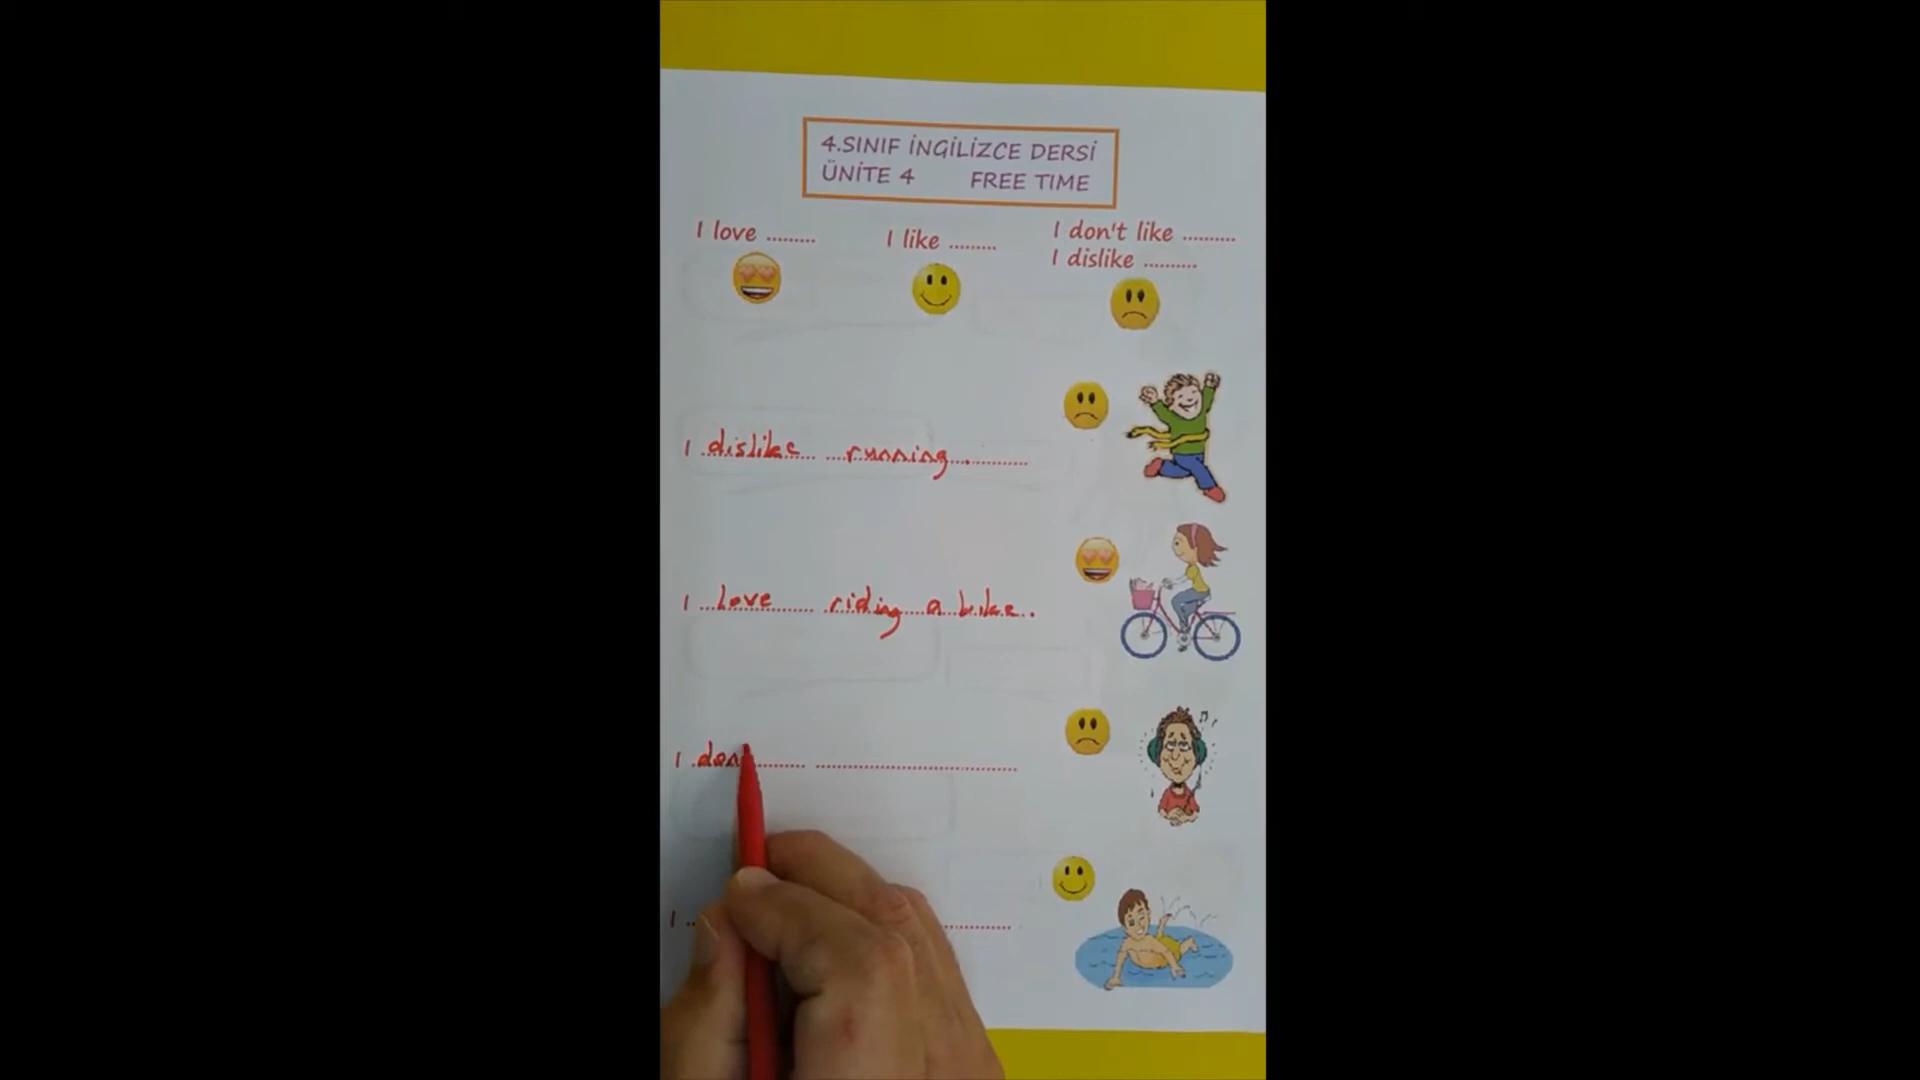 4.SINIF İNGİLİZCE DERSİ
ÜNİTE 4 FREE TIME
I love .........
I like .........
I don't like ..........
I dislike ..........
I dislike running.
I love riding a bike.
I don
I